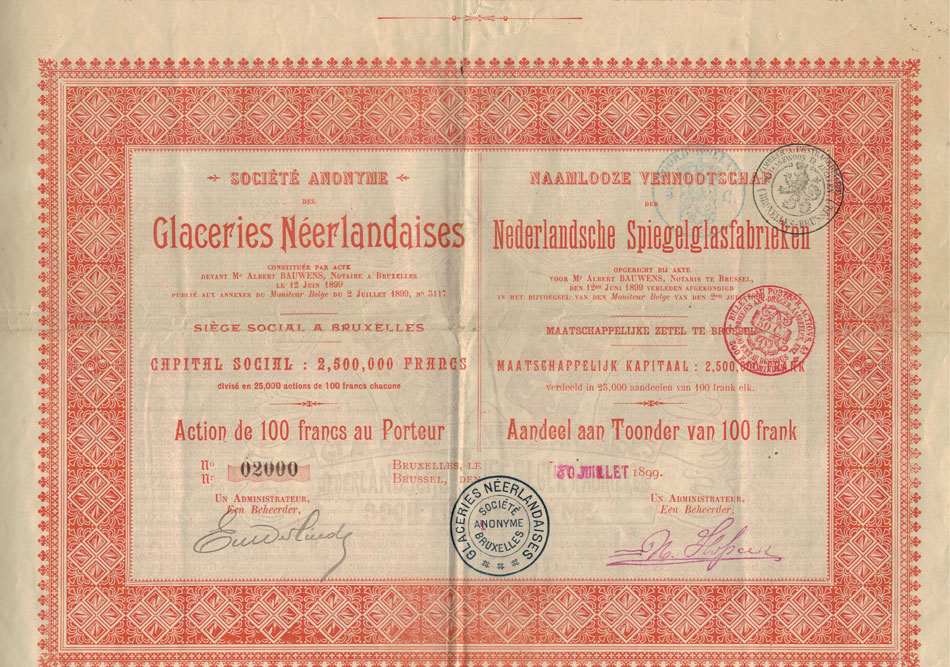 SOCIÉTÉ ANONYME
DES
Glaceries Néerlandaises
CONSTITUÉE PAR ACTE
DEVANT Me ALBERT BAUWENS, NOTAIRE A BRUXELLES
LE 12 JUIN 1899
PUBLIÉ AUX ANNEXES DU Moniteur Belge DU 2 JUILLET 1899, No 3117
SIÈGE SOCIAL A BRUXELLES
CAPITAL SOCIAL : 2,500,000 FRANCS
divisé en 25,000 actions de 100 francs chacune
Action de 100 francs au Porteur
NAAMLOOZE VENNOOTSCHAP
DER
Nederlandsche Spiegelglasfabrieken
OPGERICHT BIJ AKTE
VOOR Mr ALBERT BAUWENS, NOTARIS TE BRUSSEL,
DEN 12den JUNI 1899 VERLEDEN AFGEKONDIGD
IN HET BIJVOEGSEL VAN DEN Moniteur Belge VAN DEN 2den
MAATSCHAPPELIJKE ZETEL TE BRUSSEL
MAATSCHAPPELIJK KAPITAAL : 2,500,000 FRANK
verdeeld in 25,000 aandeelen van 100 frank elk.
Aandeel aan Toonder van 100 frank
No 02000 BRUXELLES, LE
Nr BRUSSEL, DEN 30 JUILLET 1899.
UN ADMINISTRATEUR,
Een Beheerder,
UN ADMINISTRATEUR,
Een Beheerder,
GLACERIES NÉERLANDAISES
SOCIÉTÉ
ANONYME
BRUXELLES